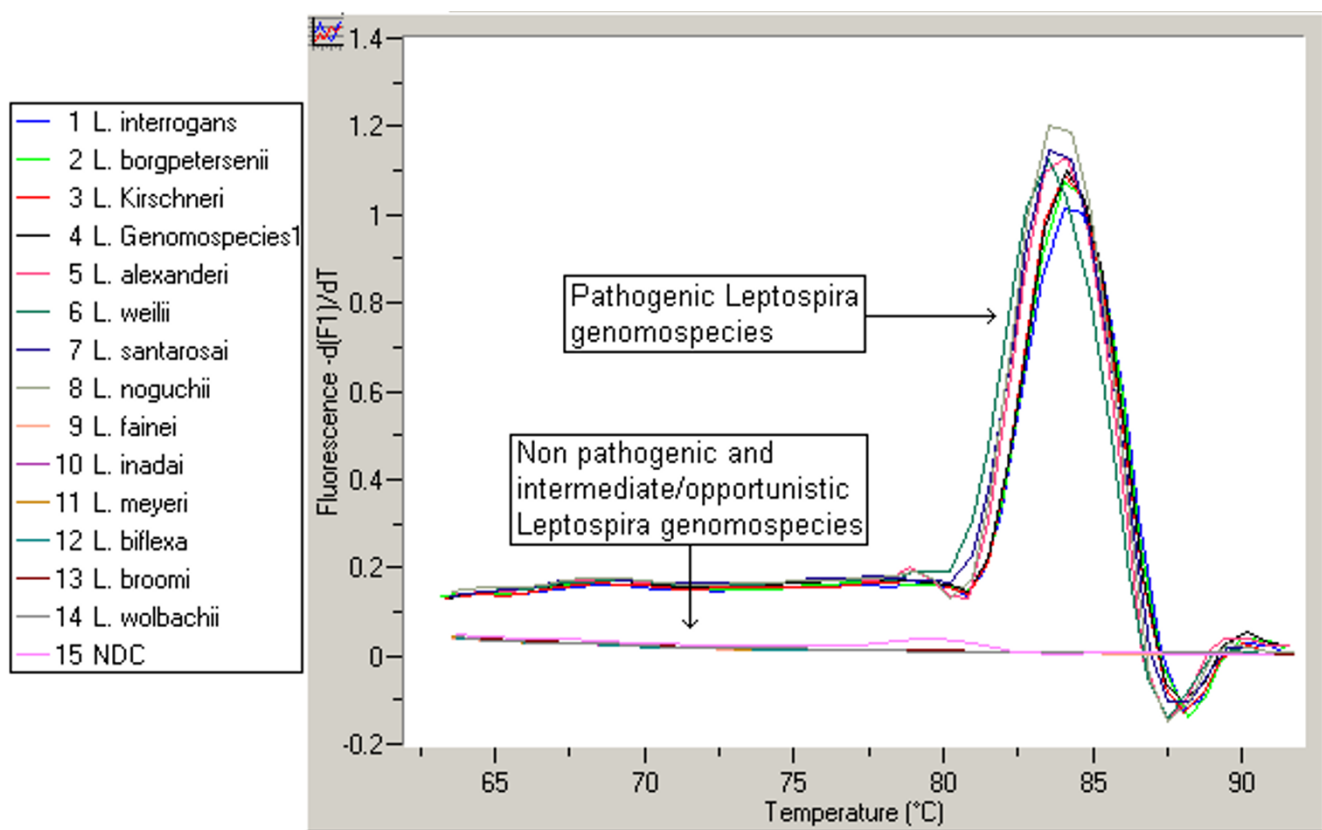 1 L. interrogans
2 L. borgpetersenii
3 L. Kirschneri
4 L. Genomospecies1
5 L. alexanderi
6 L. weilii
7 L. santarosai
8 L. noguchii
9 L. fainei
10 L. inadai
11 L. meyeri
12 L. biflexa
13 L. broomi
14 L. wolbachii
15 NDC
Fluorescence -d(F1)/dT
1.4
1.2
1
0.8
0.6
0.4
0.2
0
-0.2
Pathogenic Leptospira
genomospecies
Non pathogenic and
intermediate/opportunistic
Leptospira genomospecies
65 70 75 80 85 90
Temperature (°C)